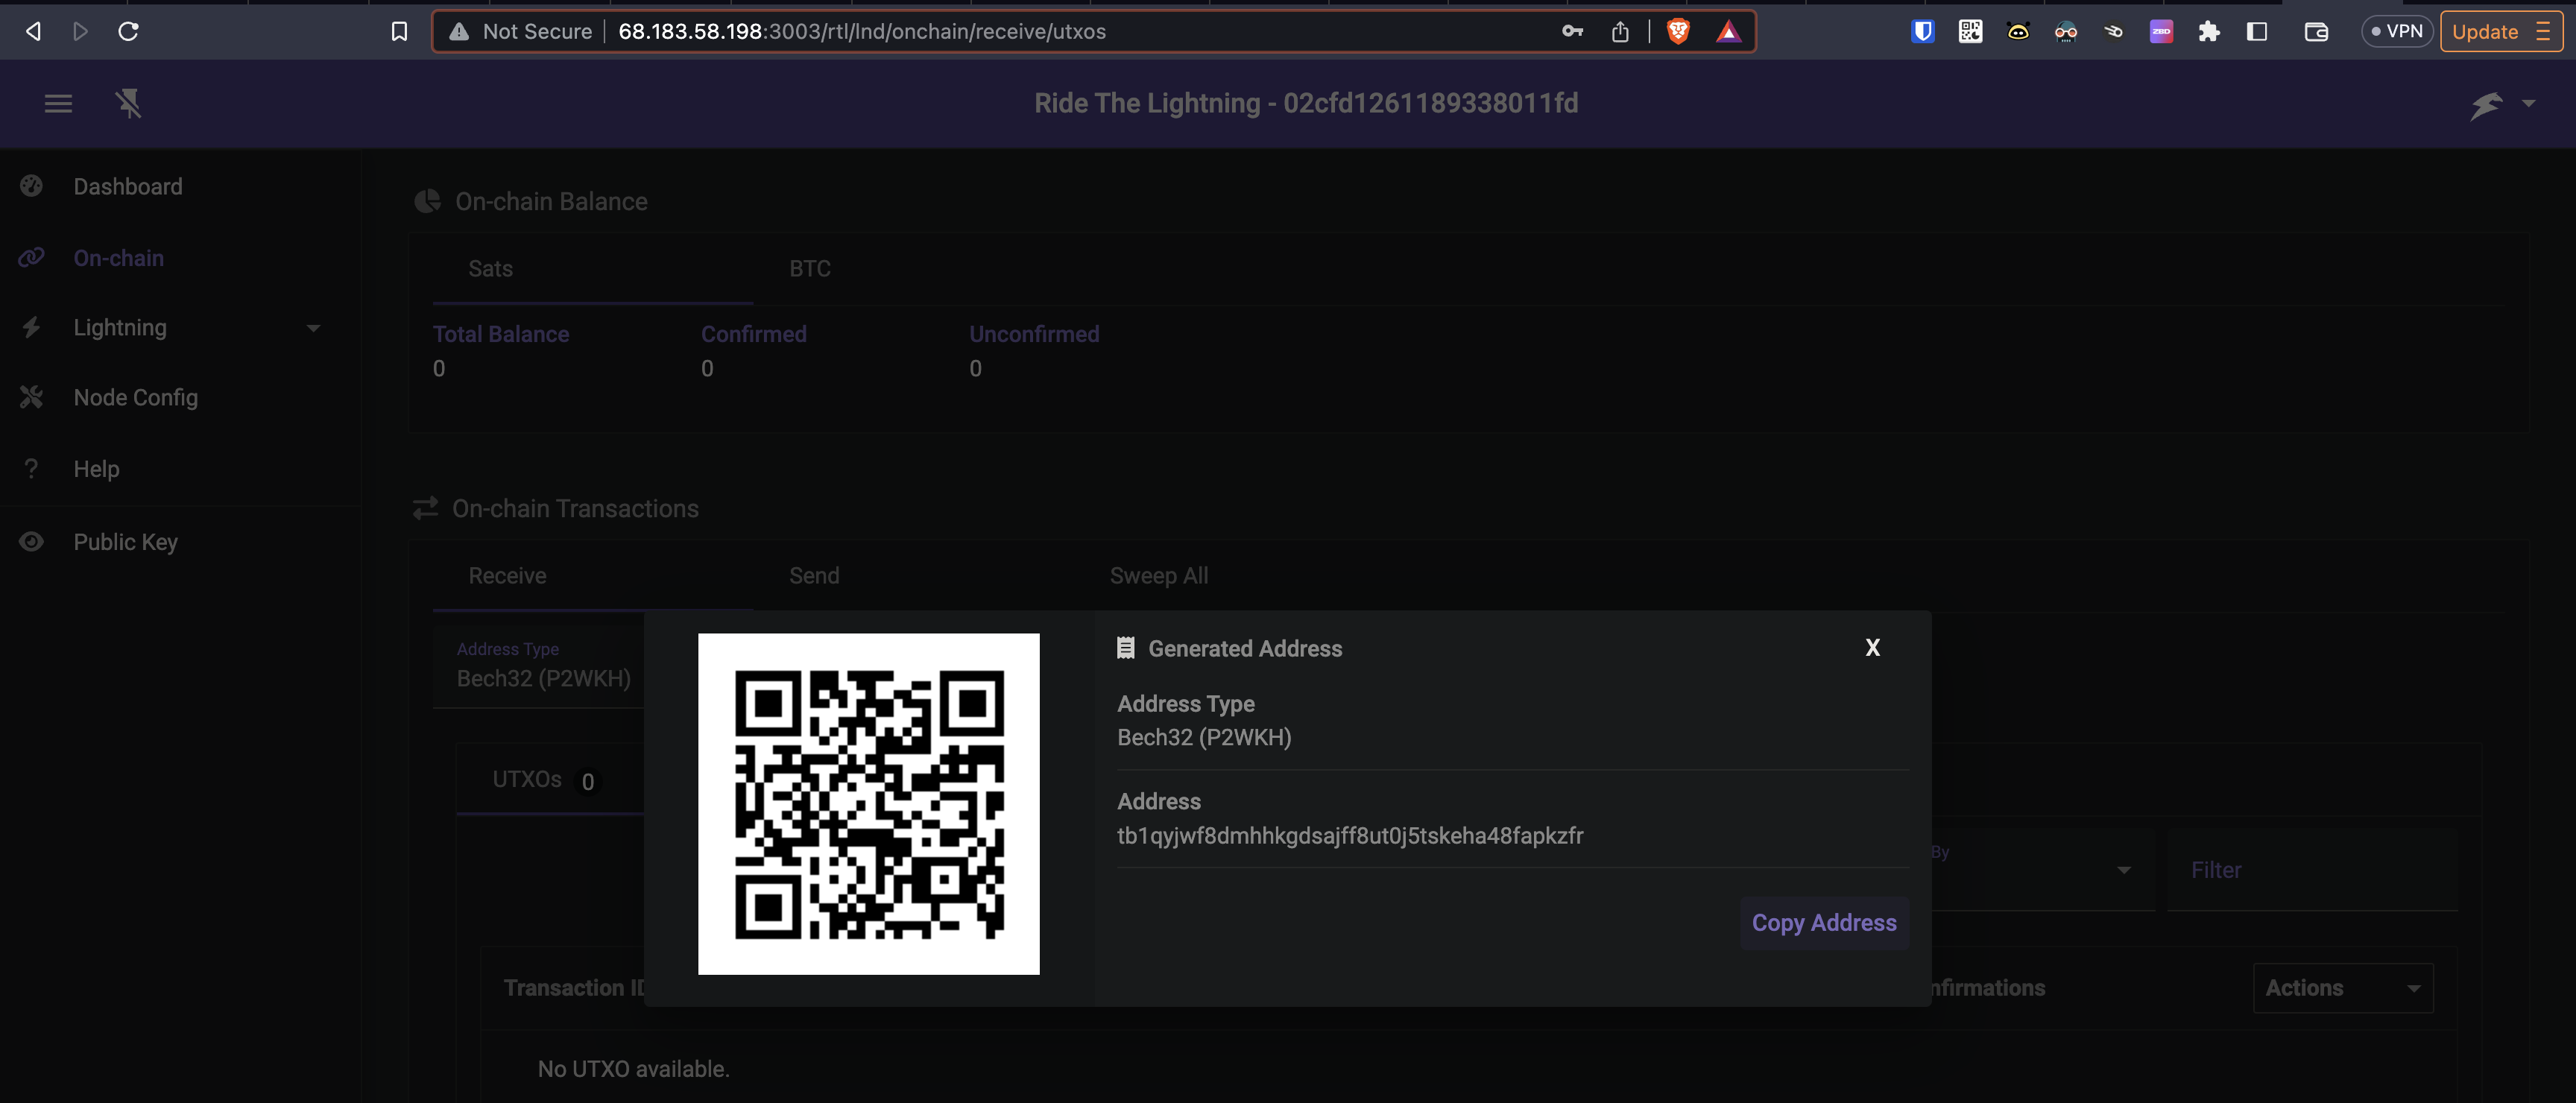 Not Secure 68.183.58.198:3003/rtl/lnd/onchain/receive/utxos
ZBD
VPN
Update
Ride The Lightning - 02cfd1261189338011fd
Dashboard
On-chain
Lightning
Node Config
? Help
Public Key
On-chain Balance
Sats BTC
Total Balance Confirmed Unconfirmed
0 0 0
On-chain Transactions
Receive Send Sweep All
Address Type
Bech32 (P2WKH)
UTXOs 0
Generated Address X
Address Type
Bech32 (P2WKH)
Address
tb1qyjwf8dmhhkgdsajff8ut0j5tskeha48fapkzfr
Copy Address
By
Filter
Transaction ID nfirmations Actions
No UTXO available.